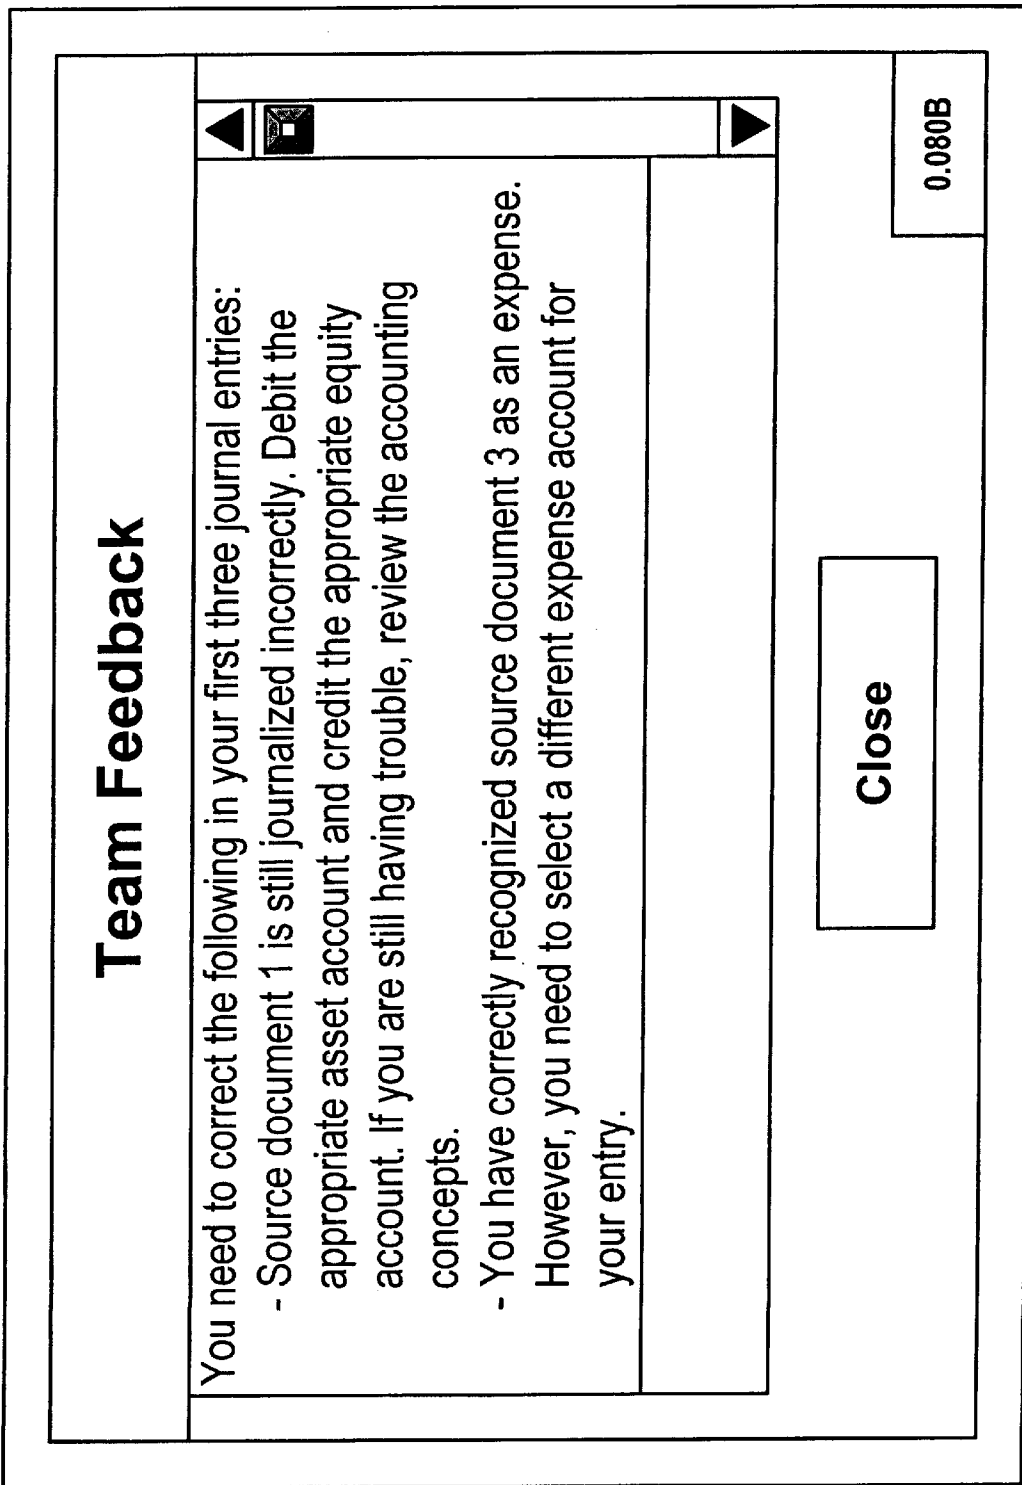 Team Feedback
You need to correct the following in your first three journal entries:
- Source document 1 is still journalized incorrectly. Debit the
appropriate asset account and credit the appropriate equity
account. If you are still having trouble, review the accounting
concepts.
- You have correctly recognized source document 3 as an expense.
However, you need to select a different expense account for
your entry.
Close
0.080B